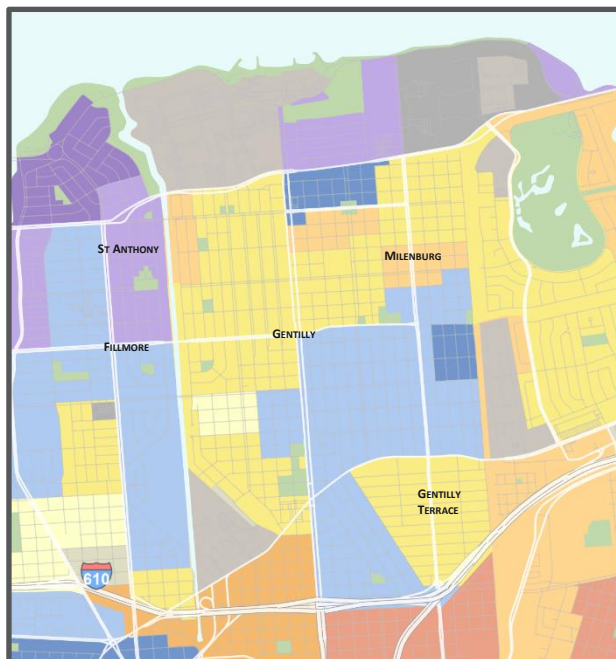 ST ANTHONY
MILENBURG
GENTILLY
FILLMORE
GENTILLY
TERRACE
610